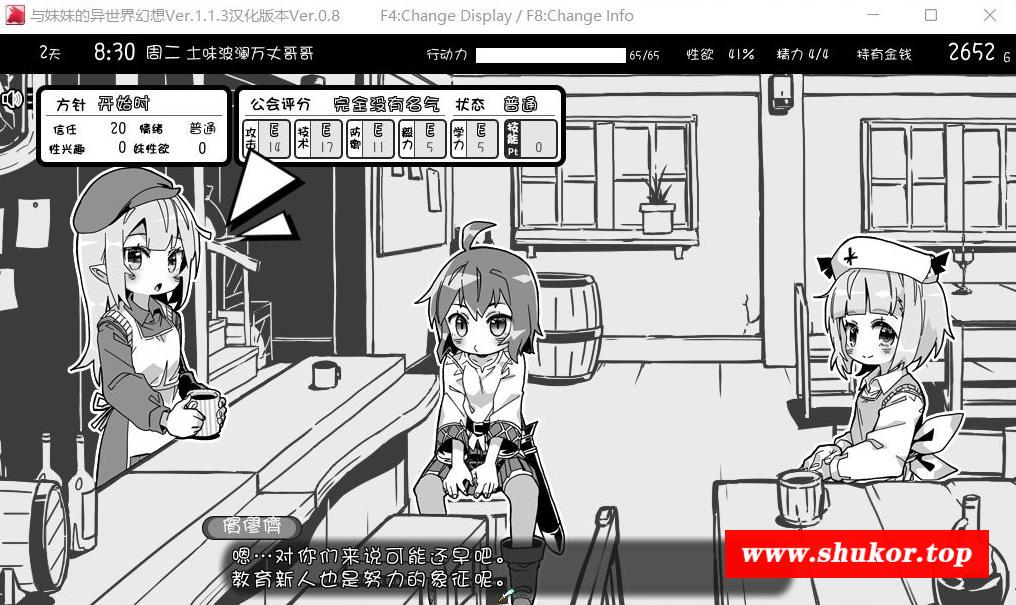 与妹妹的异世界幻想Ver.1.1.3汉化版本Ver.0.8 F4:Change Display / F8:Change Info
2天 8:30 周二 土味波澜万丈哥哥 行动力 65/65 性欲 41% 精力 4/4 持有金钱 2652 G
方针 开始时
信任 20 情绪 普通
性兴趣 0 妹性欲 0
公会评分 完全没有名气 状态 普通
攻击 E 14 技术 E 17 防御 E 11 魅力 E 5 学力 E 5 技能Pt 0
嗯…对你们来说可能还早吧。
教育新人也是努力的象征呢。
www.shukor.top